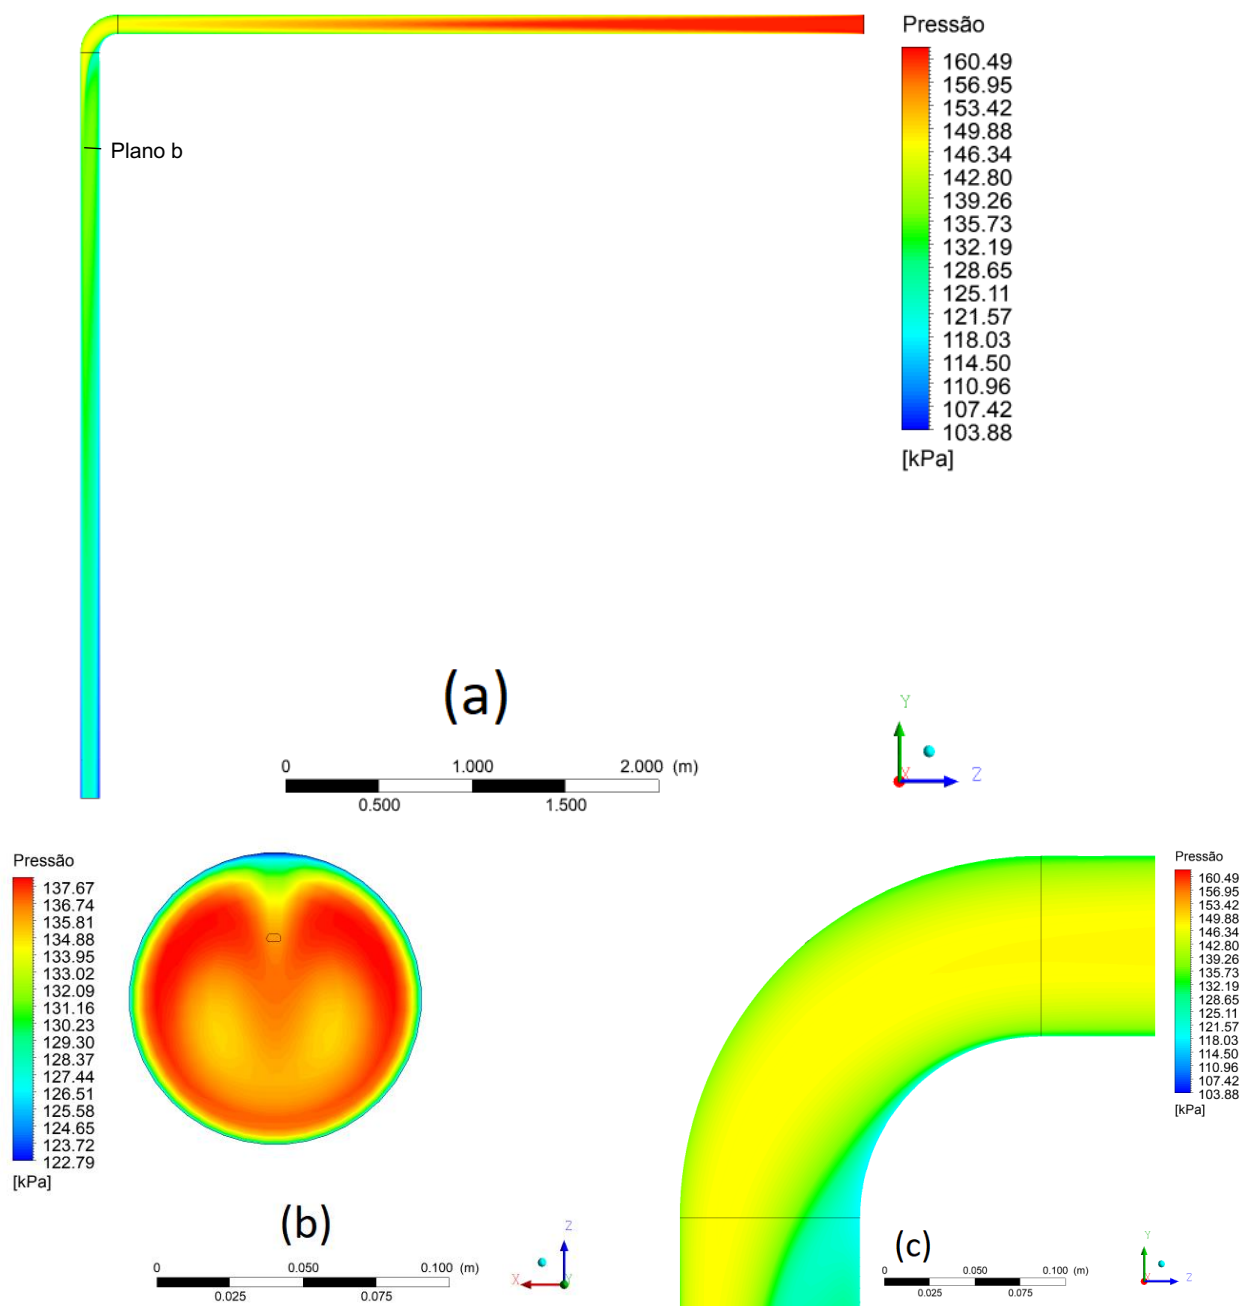 Pressão
160.49
156.95
153.42
149.88
146.34
142.80
139.26
135.73
132.19
128.65
125.11
121.57
118.03
114.50
110.96
107.42
103.88
[kPa]
Plano b
(a)
0 1.000 2.000 (m)
0.500 1.500
Y
X
Z
Pressão
137.67
136.74
135.81
134.88
133.95
133.02
132.09
131.16
130.23
129.30
128.37
127.44
126.51
125.58
124.65
123.72
122.79
[kPa]
(b)
0 0.050 0.100 (m)
0.025 0.075
Z
X
Y
Pressão
160.49
156.95
153.42
149.88
146.34
142.80
139.26
135.73
132.19
128.65
125.11
121.57
118.03
114.50
110.96
107.42
103.88
[kPa]
(c)
0 0.050 0.100 (m)
0.025 0.075
Y
X
Z